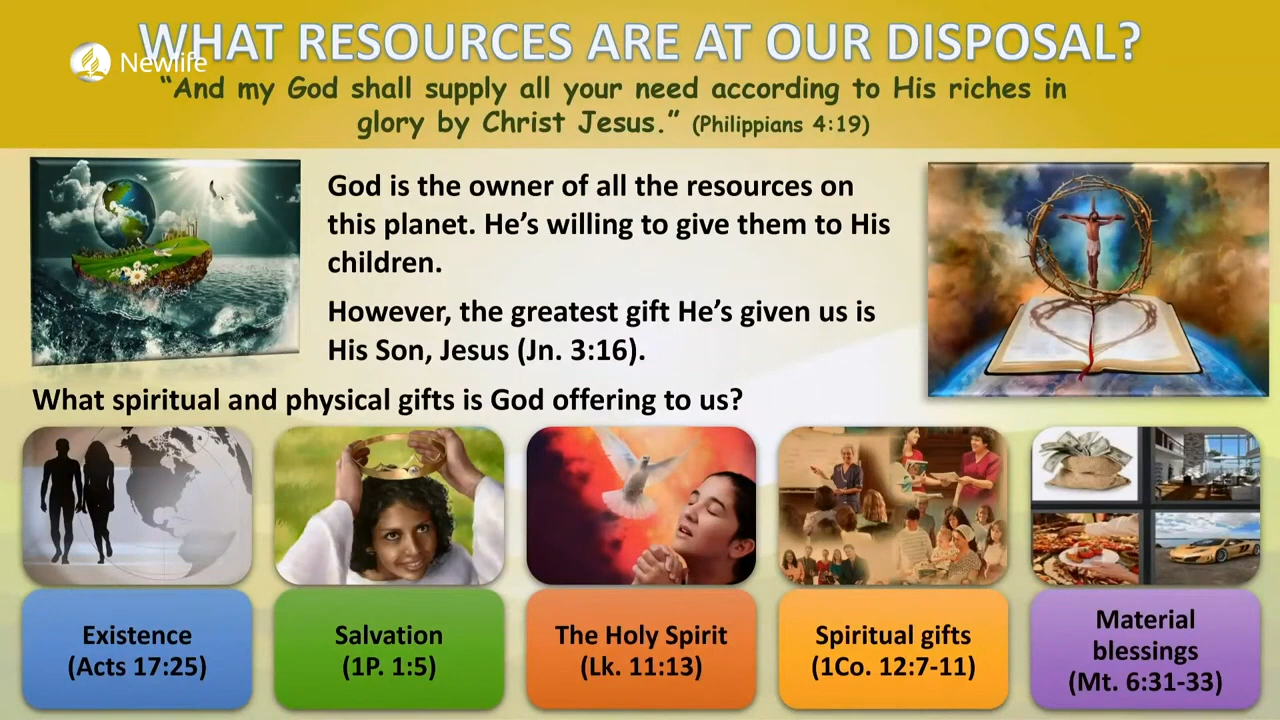 WHAT RESOURCES ARE AT OUR DISPOSAL?
Newlife
“And my God shall supply all your need according to His riches in
glory by Christ Jesus.” (Philippians 4:19)
God is the owner of all the resources on
this planet. He’s willing to give them to His
children.
However, the greatest gift He’s given us is
His Son, Jesus (Jn. 3:16).
What spiritual and physical gifts is God offering to us?
Existence
(Acts 17:25)
Salvation
(1P. 1:5)
The Holy Spirit
(Lk. 11:13)
Spiritual gifts
(1Co. 12:7-11)
Material
blessings
(Mt. 6:31-33)